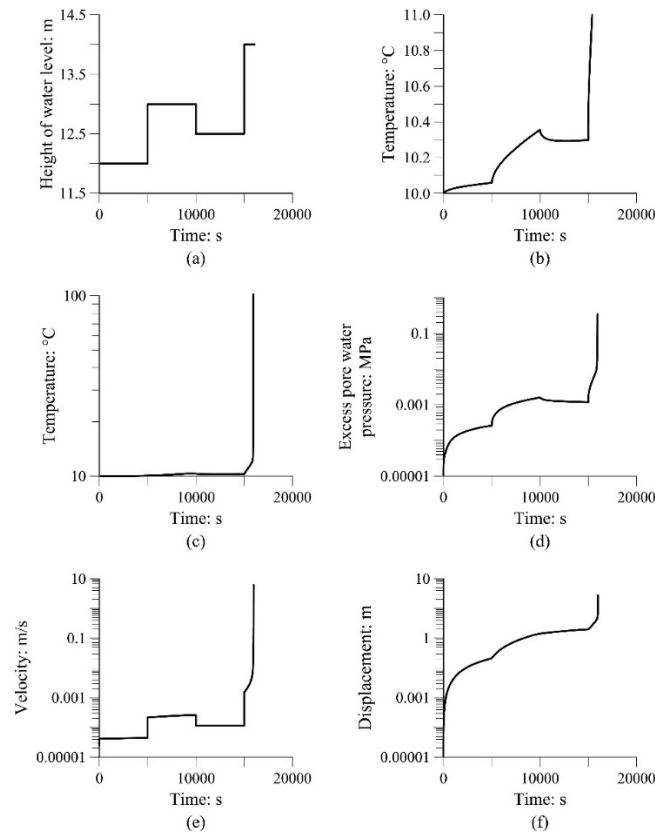 Height of water level: m
14.5
13.5
12.5
11.5
0
10000
20000
Time: s
(a)
Temperature: °C
11.0
10.8
10.6
10.4
10.2
10.0
0
10000
20000
Time: s
(b)
Temperature: °C
100
10
0
10000
20000
Time: s
(c)
Excess pore water
pressure: MPa
0.1
0.001
0.00001
0
10000
20000
Time: s
(d)
Velocity: m/s
10
0.1
0.001
0.00001
0
10000
20000
Time: s
(e)
Displacement: m
10
1
0.001
0.00001
0
10000
20000
Time: s
(f)